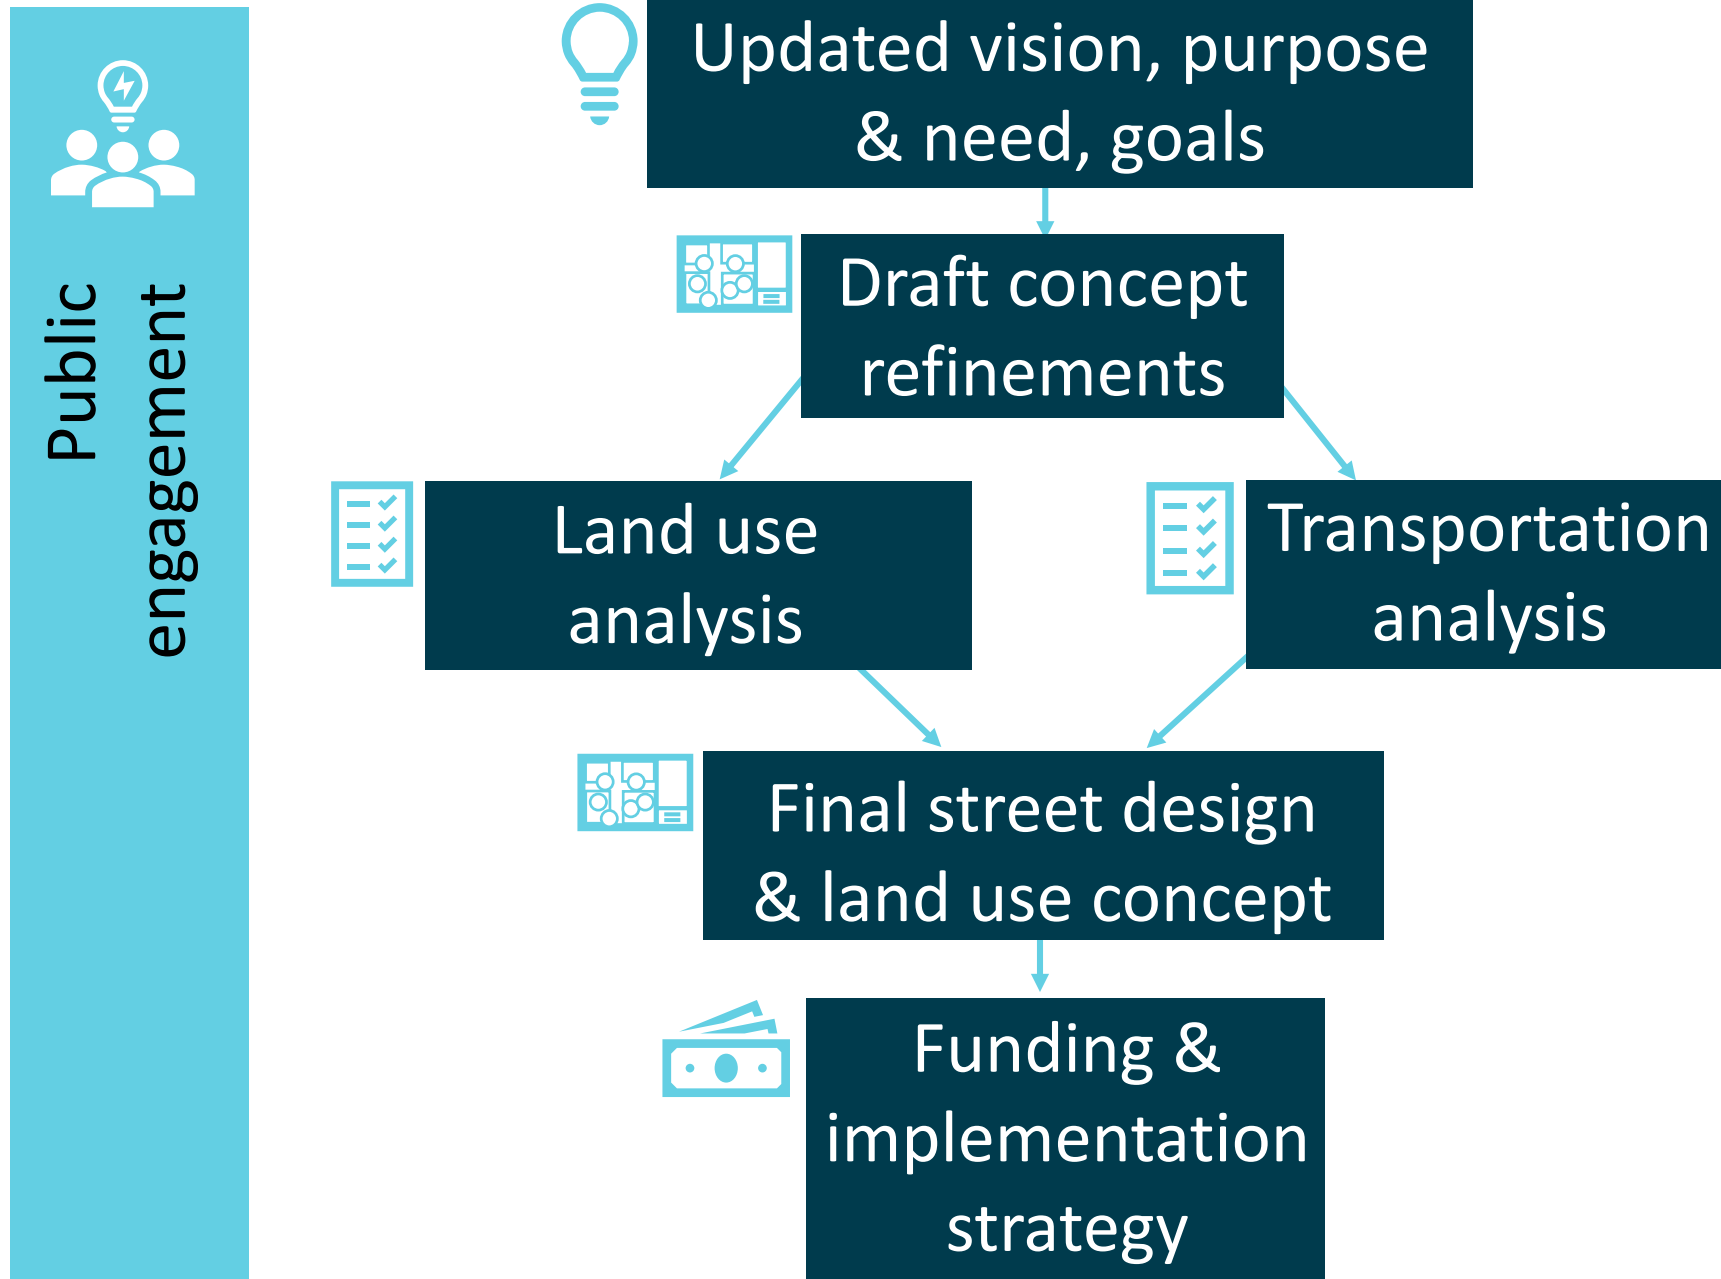 Public
engagement
Updated vision, purpose
& need, goals
Draft concept
refinements
Land use
analysis
Transportation
analysis
Final street design
& land use concept
Funding &
implementation
strategy